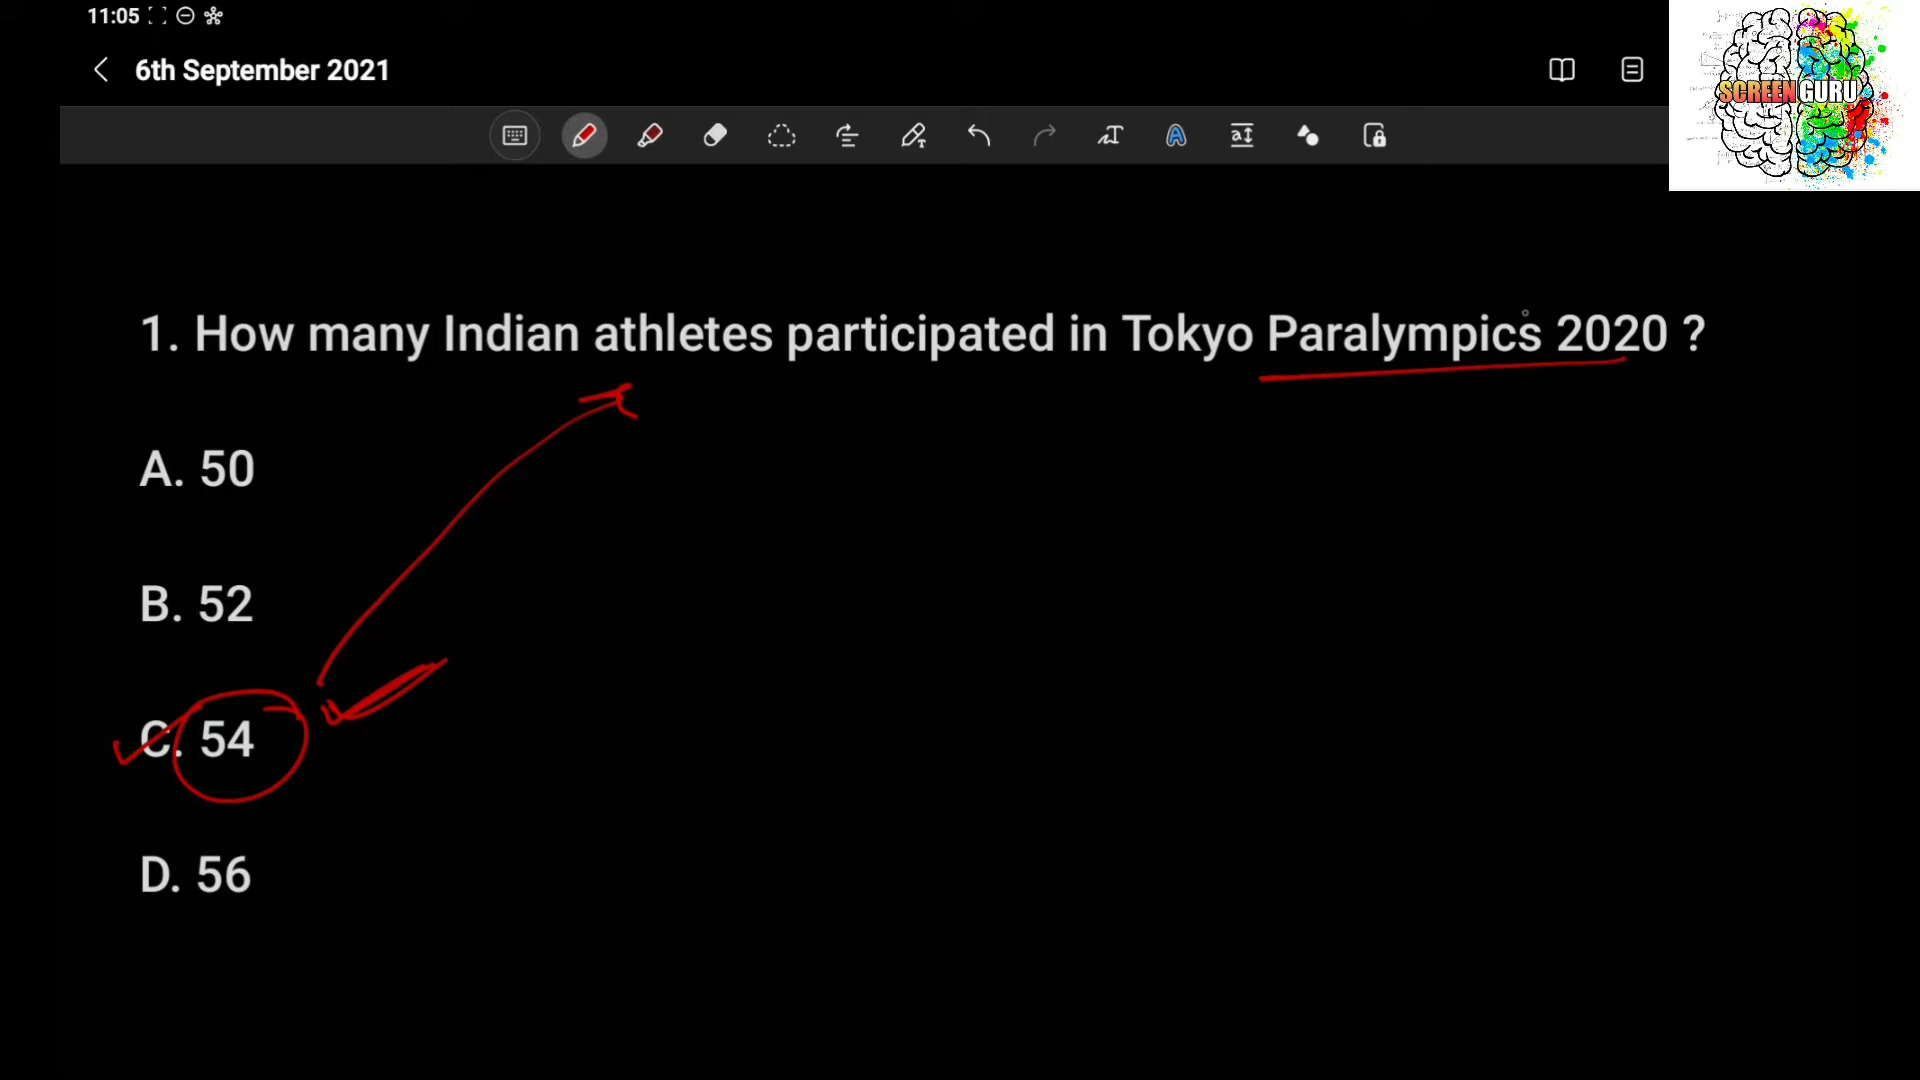 11:05
6th September 2021
SCREEN GURU
1. How many Indian athletes participated in Tokyo Paralympics 2020 ?
A. 50
B. 52
C. 54
D. 56